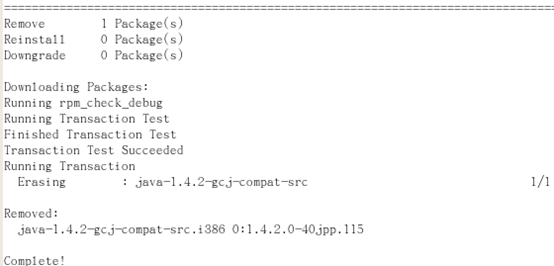 ================================================================================
Remove        1 Package(s)
Reinstall     0 Package(s)
Downgrade     0 Package(s)
Downloading Packages:
Running rpm_check_debug
Running Transaction Test
Finished Transaction Test
Transaction Test Succeeded
Running Transaction
  Erasing        : java-1.4.2-gcj-compat-src                                1/1
Removed:
  java-1.4.2-gcj-compat-src.i386 0:1.4.2.0-40jpp.115
Complete!